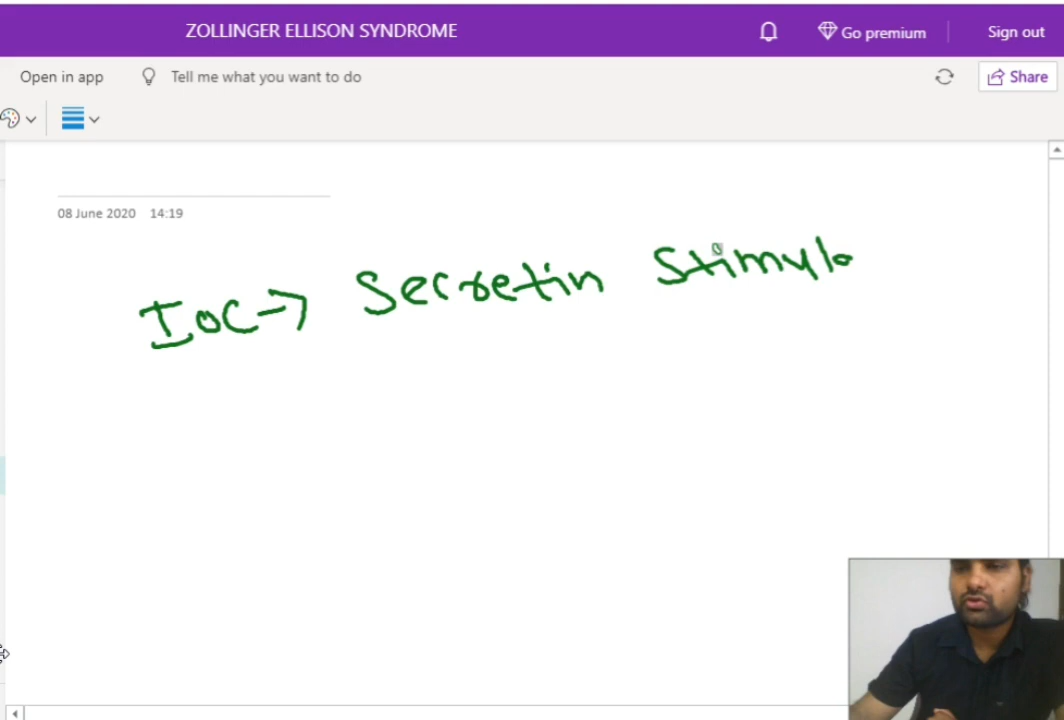 ZOLLINGER ELLISON SYNDROME
Go premium
Sign out
Open in app
Tell me what you want to do
Share
08 June 2020 14:19
IOC → Secretin Stimula